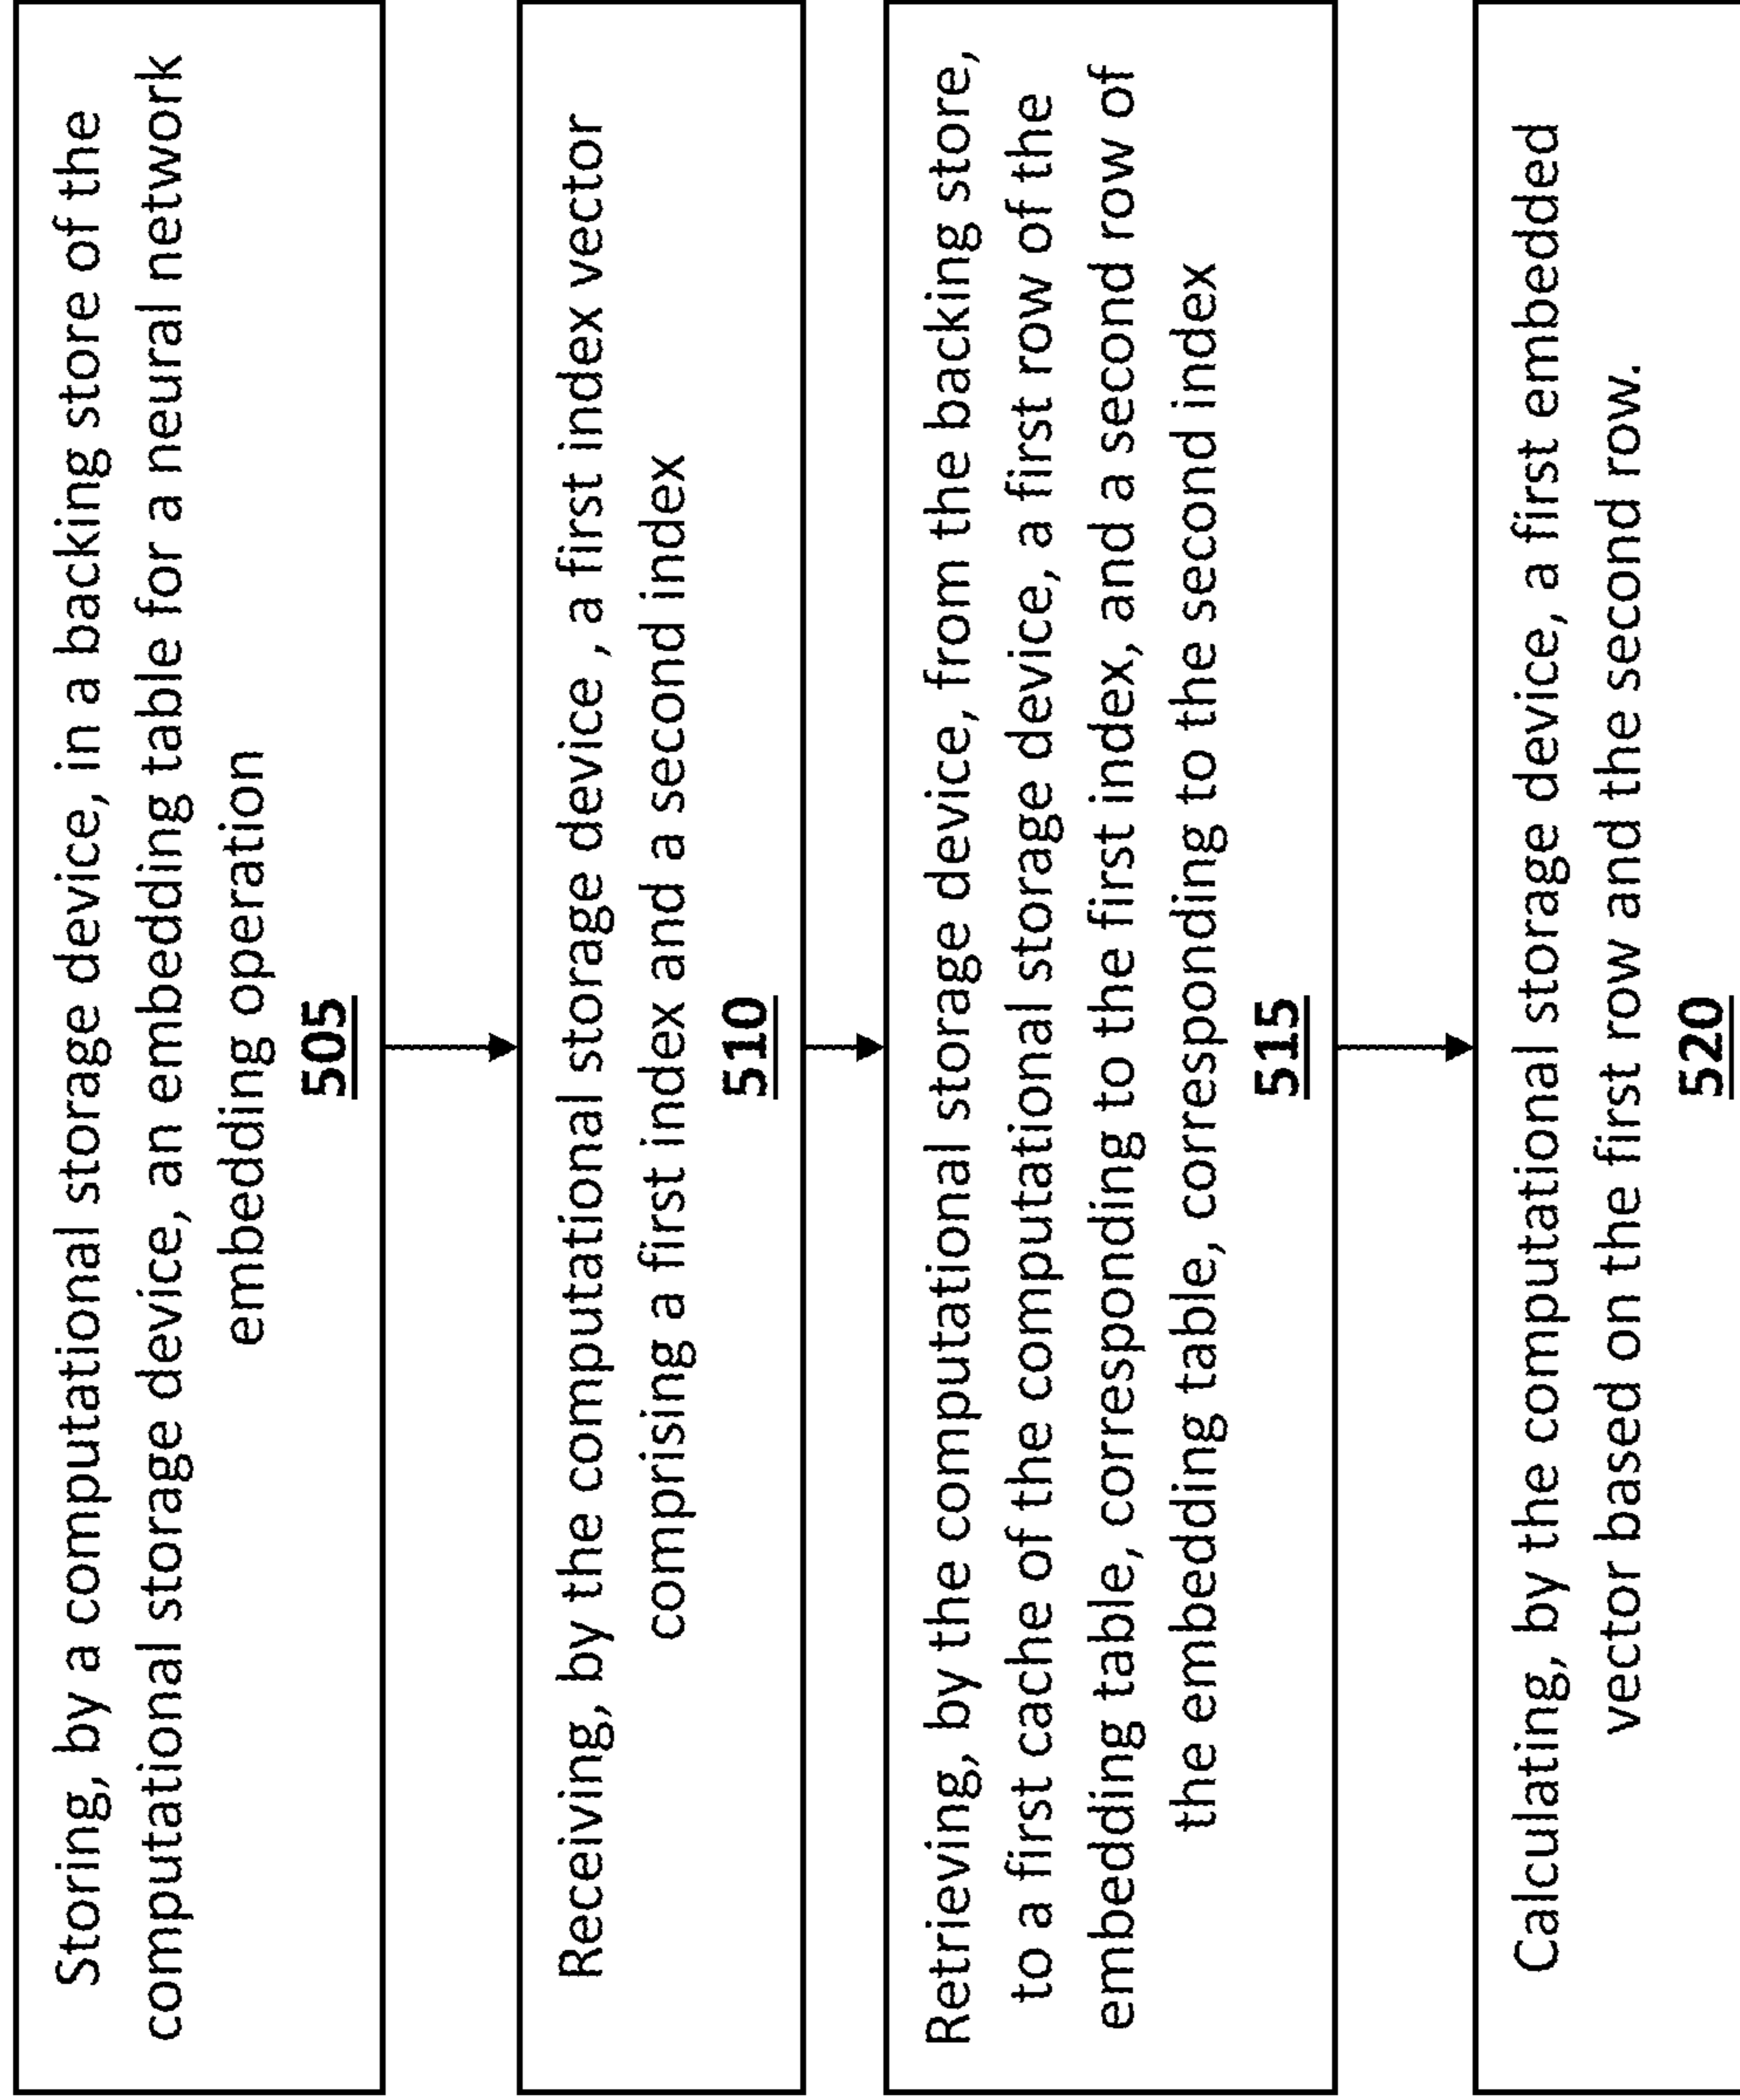 Storing, by a computational storage device, in a backing store of the
computational storage device, an embedding table for a neural network
embedding operation
505
Receiving, by the computational storage device , a first index vector
comprising a first index and a second index
510
Retrieving, by the computational storage device, from the backing store,
to a first cache of the computational storage device, a first row of the
embedding table, corresponding to the first index, and a second row of
the embedding table, corresponding to the second index
515
Calculating, by the computational storage device, a first embedded
vector based on the first row and the second row.
520